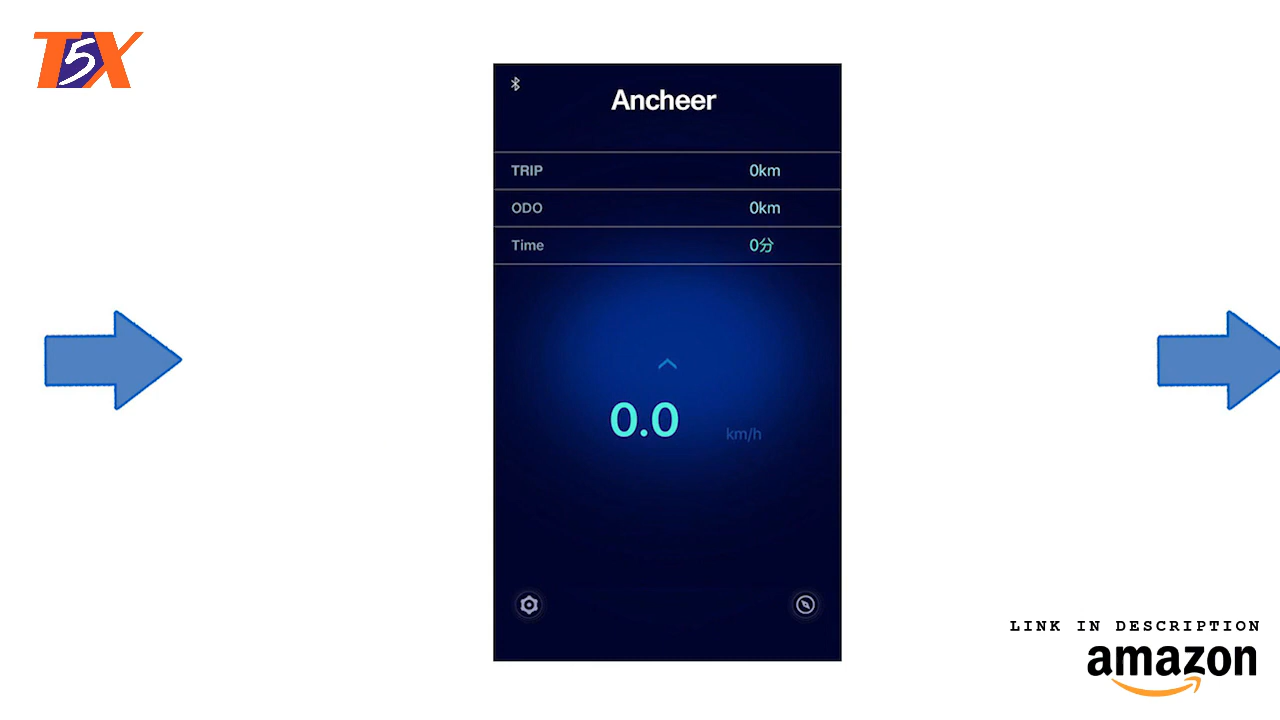 T5X
Ancheer
TRIP 0km
ODO 0km
Time 0分
0.0 km/h
LINK IN DESCRIPTION
amazon